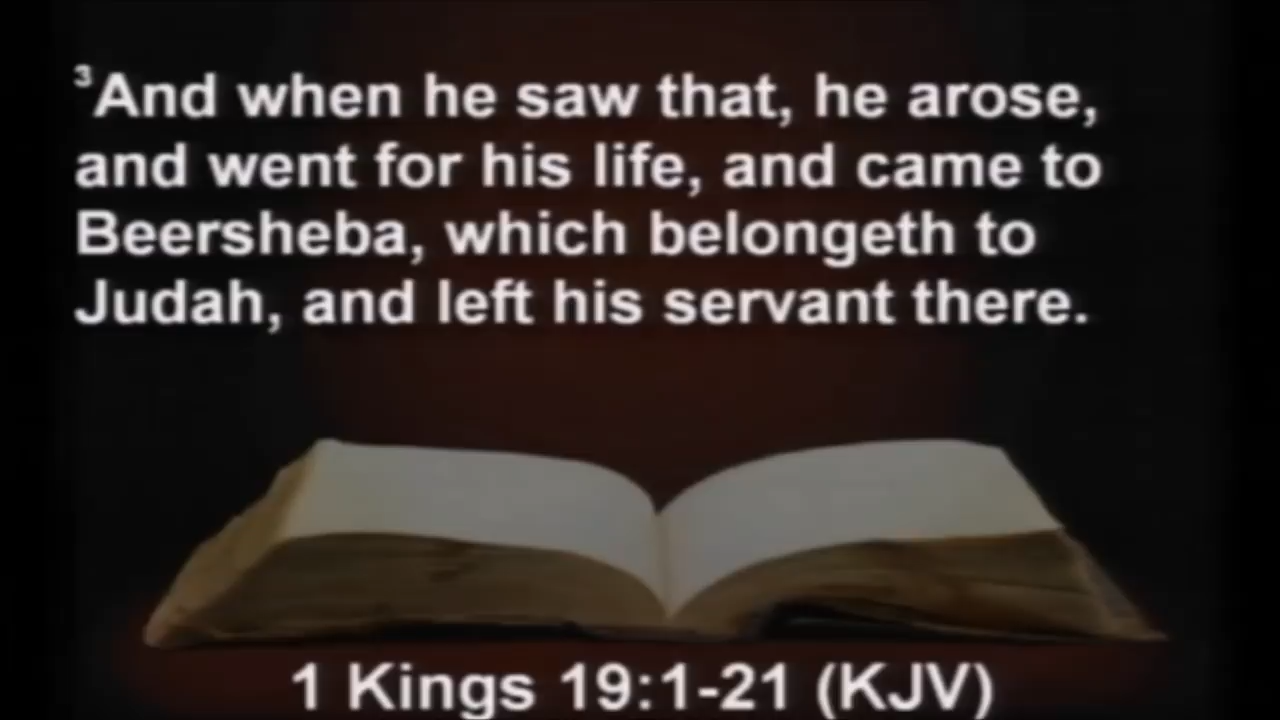 ³And when he saw that, he arose,
and went for his life, and came to
Beersheba, which belongeth to
Judah, and left his servant there.
1 Kings 19:1-21 (KJV)